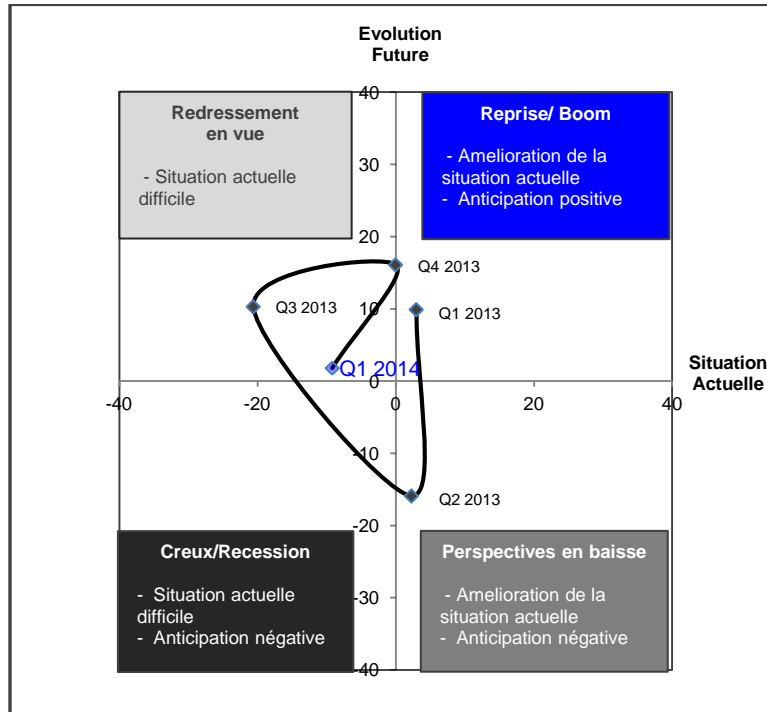 Evolution
Future
40
Redressement
en vue
- Situation actuelle
difficile
Reprise/ Boom
- Amelioration de la
situation actuelle
- Anticipation positive
30
20
Q4 2013
Q3 2013
10
Q1 2013
Q1 2014
Situation
Actuelle
0
-40
-20
0
20
40
-10
Q2 2013
-20
Creux/Recession
- Situation actuelle
difficile
- Anticipation négative
Perspectives en baisse
- Amelioration de la
situation actuelle
- Anticipation négative
-30
-40